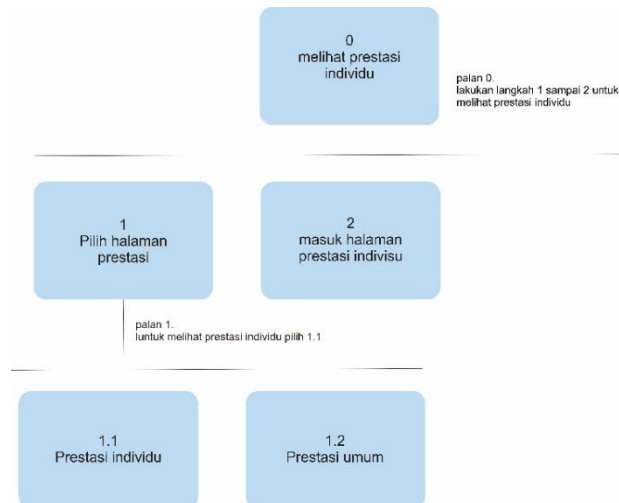 0
melihat prestasi
individu
palan 0.
lakukan langkah 1 sampai 2 untuk
melihat prestasi individu
1
Pilih halaman
prestasi
2
masuk halaman
prestasi indivisu
palan 1.
luntuk melihat prestasi individu pilih 1.1
1.1
Prestasi individu
1.2
Prestasi umum